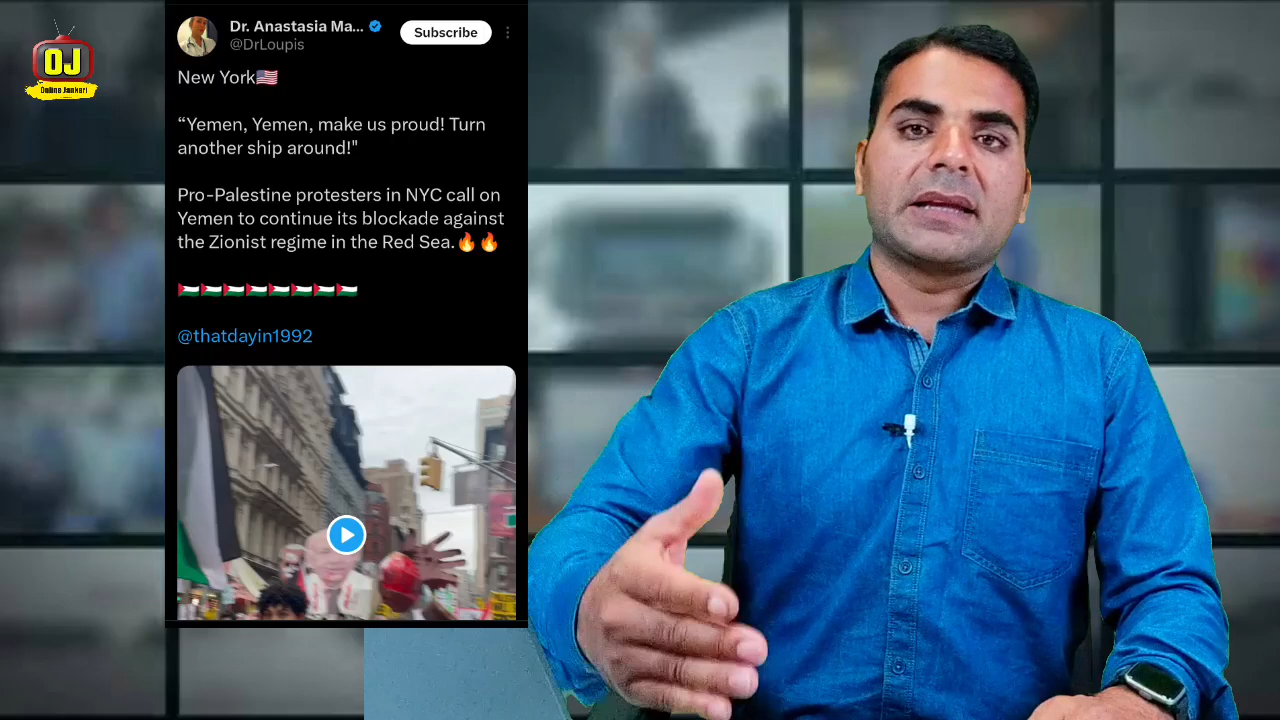 OJ
Online Jankari
Dr. Anastasia Ma...
@DrLoupis
Subscribe
New York🇺🇸
“Yemen, Yemen, make us proud! Turn
another ship around!"
Pro-Palestine protesters in NYC call on
Yemen to continue its blockade against
the Zionist regime in the Red Sea.🔥🔥
🇵🇸🇵🇸🇵🇸🇵🇸🇵🇸🇵🇸🇵🇸🇵🇸
@thatdayin1992